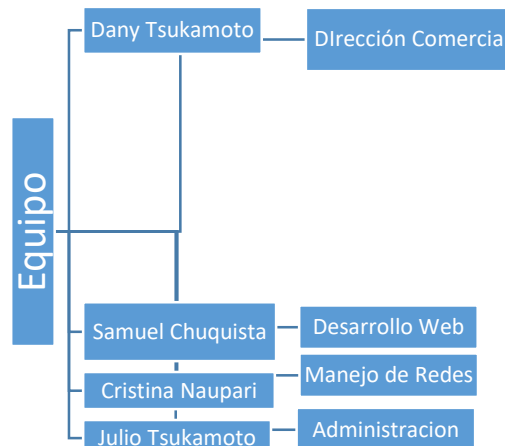 Dany Tsukamoto
DIrección Comercia
Equipo
Samuel Chuquista
Desarrollo Web
Cristina Naupari
Manejo de Redes
Julio Tsukamoto
Administracion